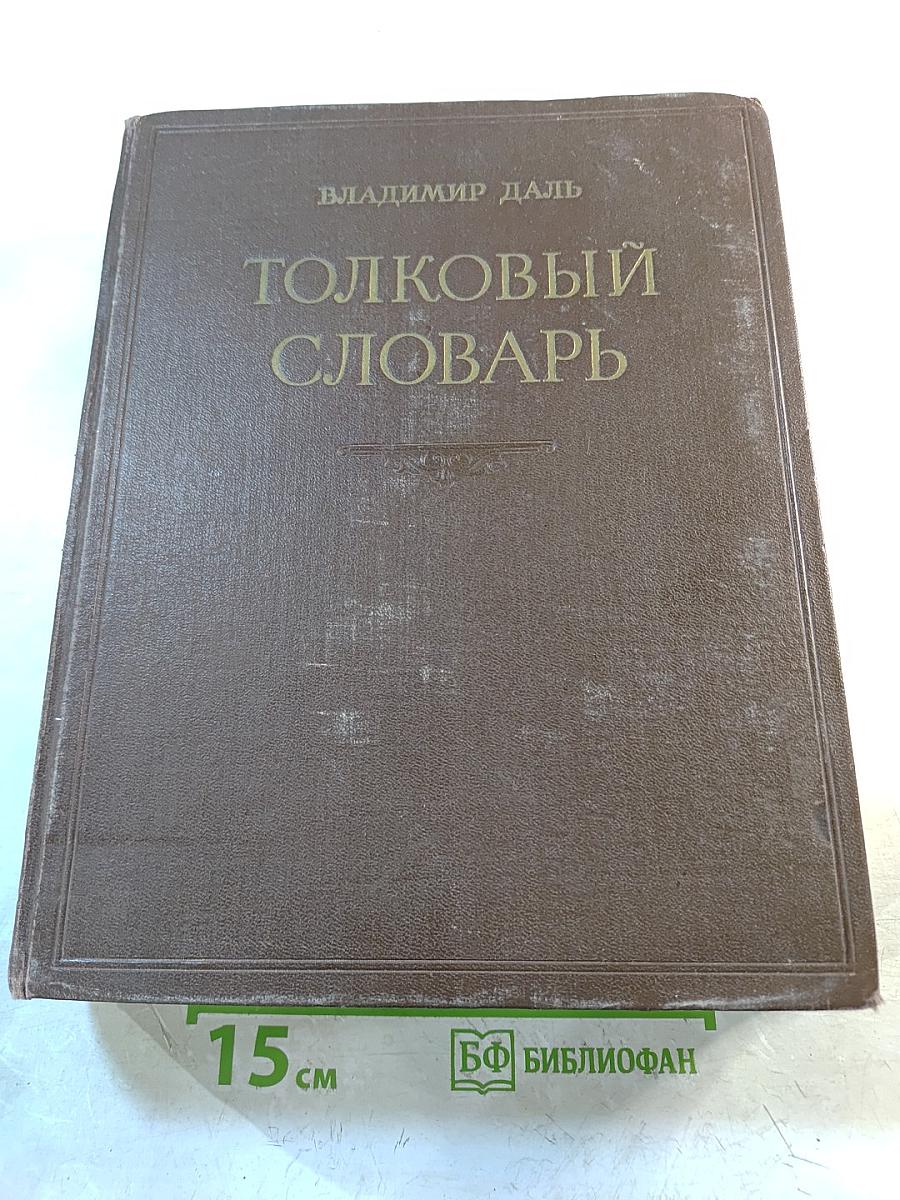 ВЛАДИМИР ДАЛЬ
ТОЛКОВЫЙ
СЛОВАРЬ
15 см
БФ БИБЛИОФАН